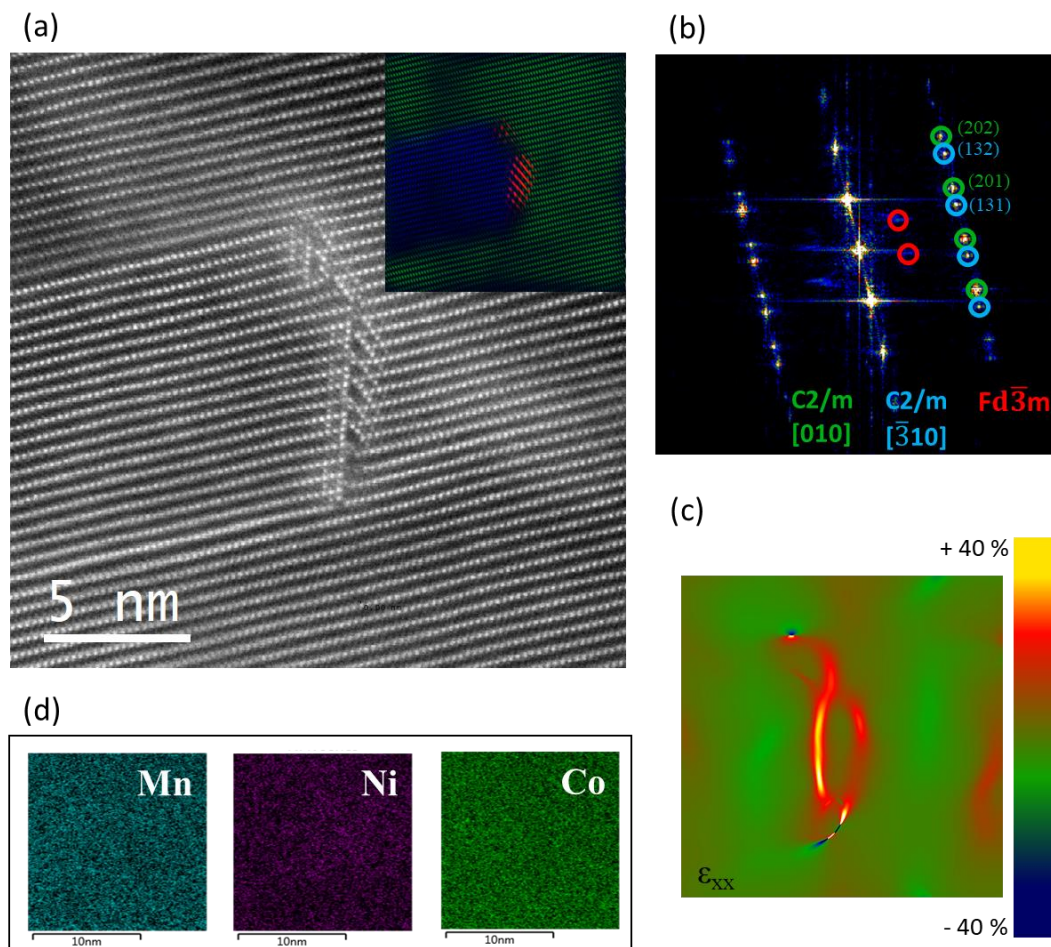 (a)
5 nm
(b)
(202)
(132)
(201)
(131)
C2/m
[010]
C2/m
[3̅10]
Fd3̅m
(c)
+ 40 %
- 40 %
εxx
(d)
Mn
Ni
Co
10nm
10nm
10nm